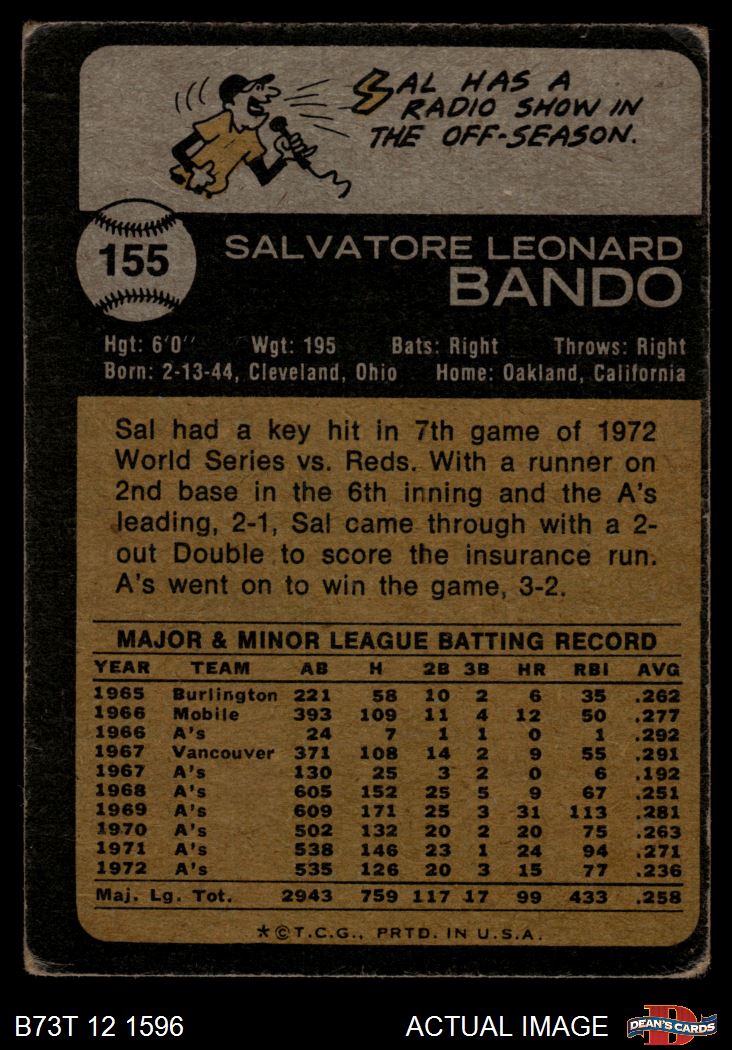 SAL HAS A
RADIO SHOW IN
THE OFF-SEASON.
155
SALVATORE LEONARD
BANDO
Hgt: 6'0" Wgt: 195 Bats: Right Throws: Right
Born: 2-13-44, Cleveland, Ohio Home: Oakland, California
Sal had a key hit in 7th game of 1972
World Series vs. Reds. With a runner on
2nd base in the 6th inning and the A's
leading, 2-1, Sal came through with a 2-
out Double to score the insurance run.
A's went on to win the game, 3-2.
MAJOR & MINOR LEAGUE BATTING RECORD
YEAR TEAM AB H 2B 3B HR RBI AVG
1965 Burlington 221 58 10 2 6 35 .262
1966 Mobile 393 109 11 4 12 50 .277
1966 A's 24 7 1 1 0 1 .292
1967 Vancouver 371 108 14 2 9 55 .291
1967 A's 130 25 3 2 0 6 .192
1968 A's 605 152 25 5 9 67 .251
1969 A's 609 171 25 3 31 113 .281
1970 A's 502 132 20 2 20 75 .263
1971 A's 538 146 23 1 24 94 .271
1972 A's 535 126 20 3 15 77 .236
Maj. Lg. Tot. 2943 759 117 17 99 433 .258
*©T.C.G., PRTD. IN U.S.A.
B73T 12 1596 ACTUAL IMAGE
D
DEAN'S CARDS